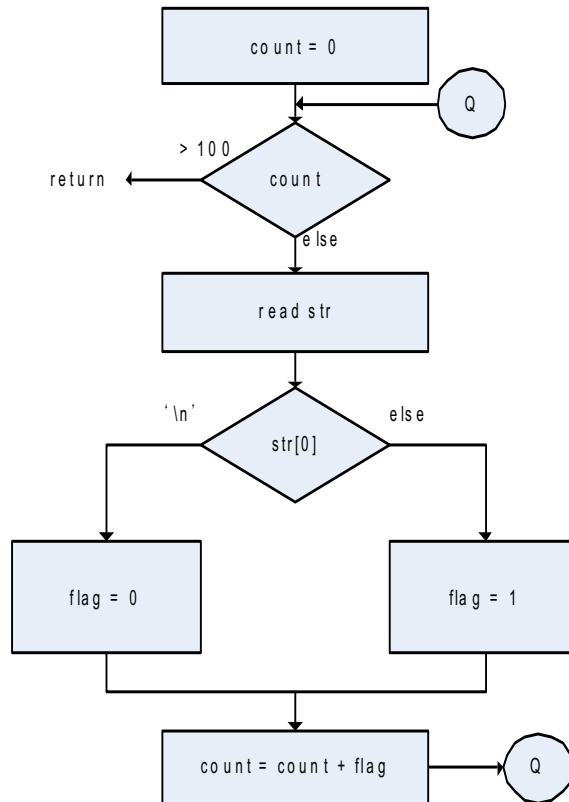 count = 0
Q
> 100
return
count
else
read str
‘\n’
else
str[0]
flag = 0
flag = 1
count = count + flag
Q